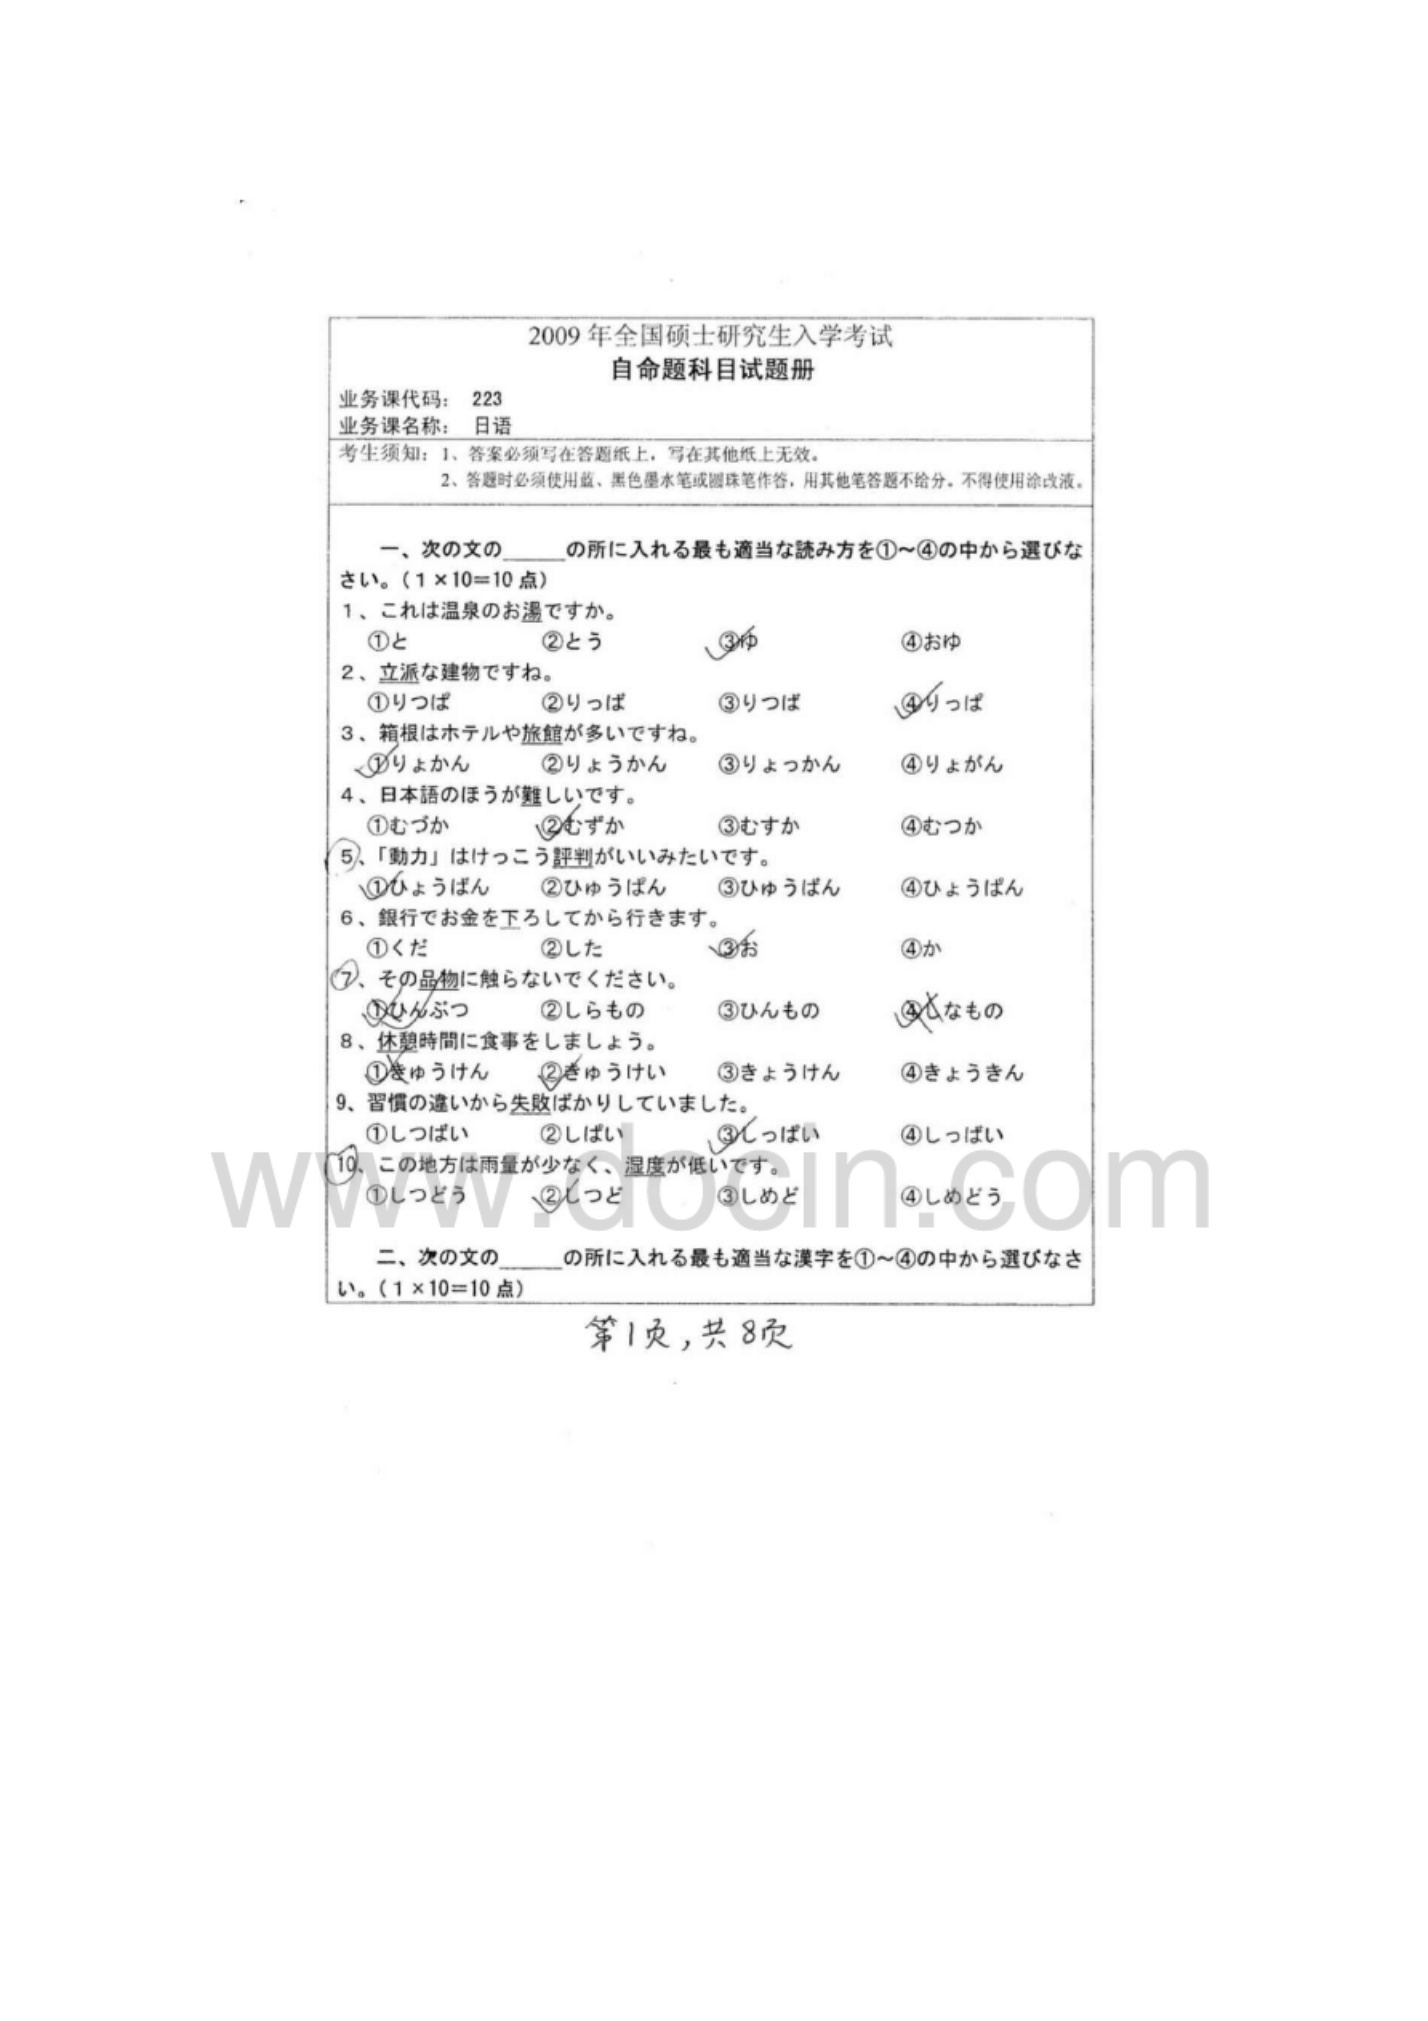 2009 年全国硕士研究生入学考试
自命题科目试题册
业务课代码： 223
业务课名称： 日语
考生须知：1、答案必须写在答题纸上，写在其他纸上无效。
2、答题时必须使用蓝、黑色墨水笔或圆珠笔作答，用其他笔答题不给分。不得使用涂改液。
一、次の文の______の所に入れる最も適当な読み方を①～④の中から選びな
さい。(１×10＝10 点)
1、これは温泉のお湯ですか。
①と ②とう ③ゆ ④おゆ
2、立派な建物ですね。
①りつぱ ②りっば ③りつば ④りっぱ
3、箱根はホテルや旅館が多いですね。
①りょかん ②りょうかん ③りょっかん ④りょがん
4、日本語のほうが難しいです。
①むづか ②むずか ③むすか ④むつか
5、「動力」はけっこう評判がいいみたいです。
①ひょうばん ②ひゅうぱん ③ひゅうばん ④ひょうぱん
6、銀行でお金を下ろしてから行きます。
①くだ ②した ③お ④か
7、その品物に触らないでください。
①ひんぶつ ②しらもの ③ひんもの ④しなもの
8、休憩時間に食事をしましょう。
①きゅうけん ②きゅうけい ③きょうけん ④きょうきん
9、習慣の違いから失敗ばかりしていました。
①しつばい ②しぱい ③しっぱい ④しっばい
10、この地方は雨量が少なく、湿度が低いです。
①しつどう ②しつど ③しめど ④しめどう
www.docin.com
二、次の文の______の所に入れる最も適当な漢字を①～④の中から選びなさ
い。(１×10＝10 点)
第1页,共8页